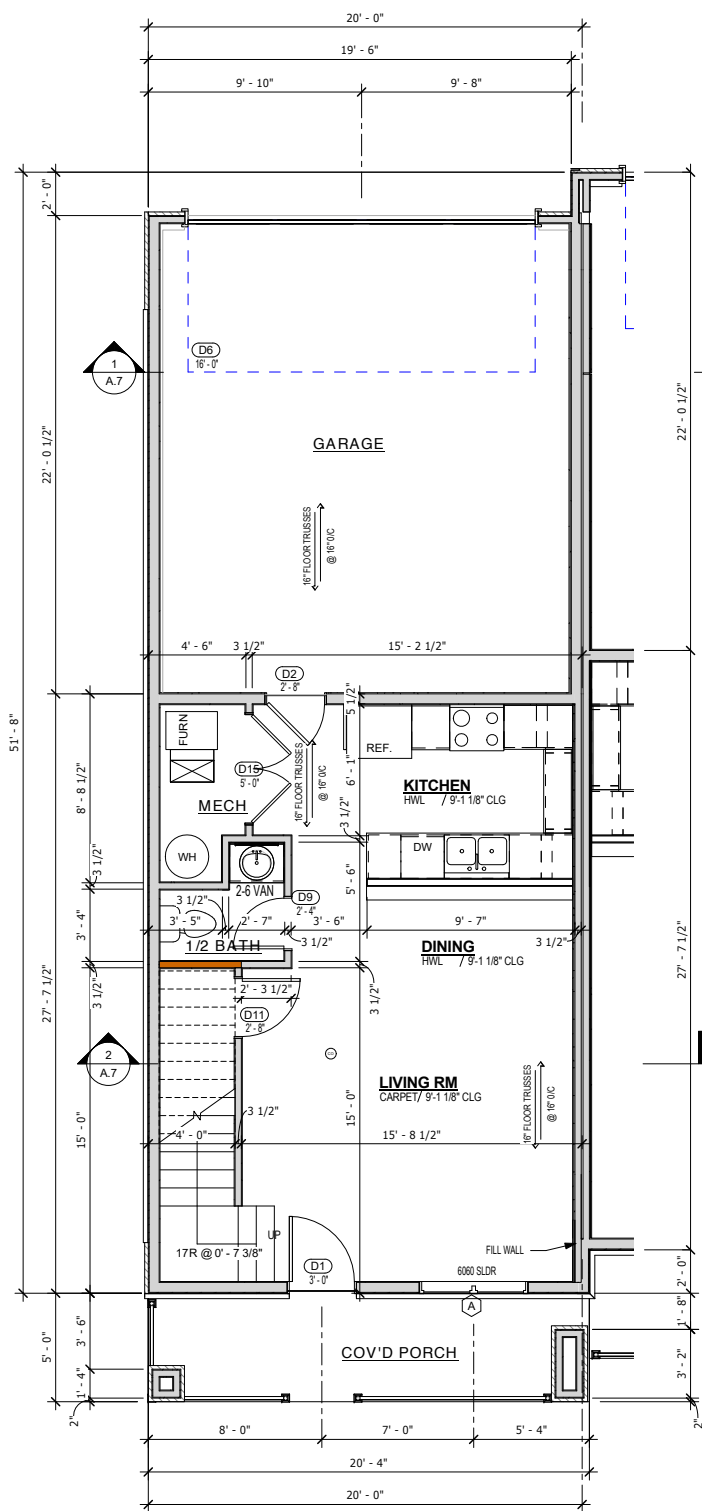 20' - 0"
19' - 6"
9' - 10"
9' - 8"
2' - 0"
D6
16' - 0"
1
A.7
GARAGE
22' - 0 1/2"
22' - 0 1/2"
16" FLOOR TRUSSES
@ 16" O/C
4' - 6"
3 1/2"
15' - 2 1/2"
D2
2' - 8"
5 1/2"
51' - 8"
FURN
REF.
16" FLOOR TRUSSES
@ 16" O/C
6' - 1"
D15
5' - 0"
KITCHEN
HWL / 9'-1 1/8" CLG
8' - 8 1/2"
MECH
3 1/2"
WH
DW
3 1/2"
2-6 VAN
5' - 6"
D9
2' - 4"
3 1/2"
3' - 4"
3' - 5"
2' - 7"
3' - 6"
9' - 7"
1/2 BATH
3 1/2"
DINING
3 1/2"
HWL / 9'-1 1/8" CLG
3 1/2"
3 1/2"
27' - 7 1/2"
27' - 7 1/2"
2' - 3 1/2"
D11
2' - 8"
2
A.7
CO
LIVING RM
CARPET/ 9'-1 1/8" CLG
16" FLOOR TRUSSES
@ 16" O/C
3 1/2"
15' - 0"
15' - 0"
4' - 0"
15' - 8 1/2"
UP
17R @ 0' - 7 3/8"
FILL WALL
D1
3' - 0"
6060 SLDR
A
2' - 0"
1' - 8"
5' - 0"
3' - 6"
COV'D PORCH
3' - 2"
1' - 4"
2"
2"
8' - 0"
7' - 0"
5' - 4"
20' - 4"
20' - 0"